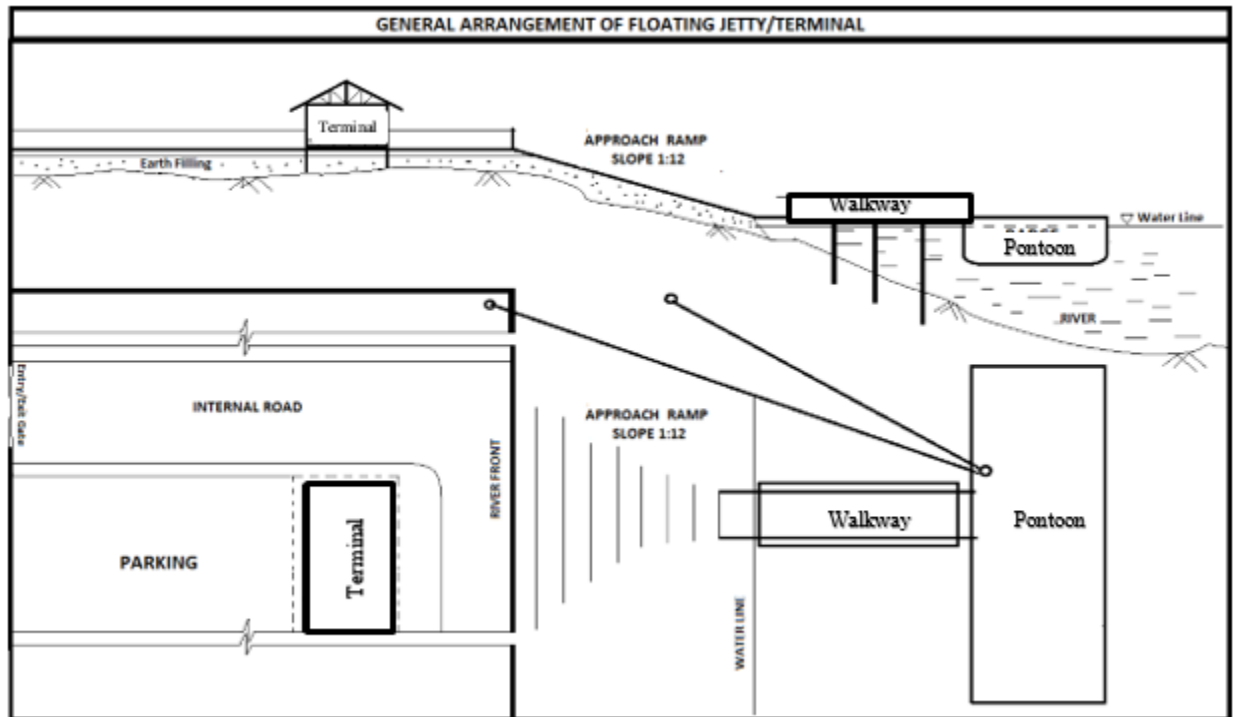 GENERAL ARRANGEMENT OF FLOATING JETTY/TERMINAL
Terminal
APPROACH RAMP
SLOPE 1:12
Earth Filling
Walkway
Water Line
Pontoon
RIVER
Entry/Exit Gate
INTERNAL ROAD
APPROACH RAMP
SLOPE 1:12
RIVER FRONT
Walkway
Pontoon
Terminal
PARKING
WATER LINE